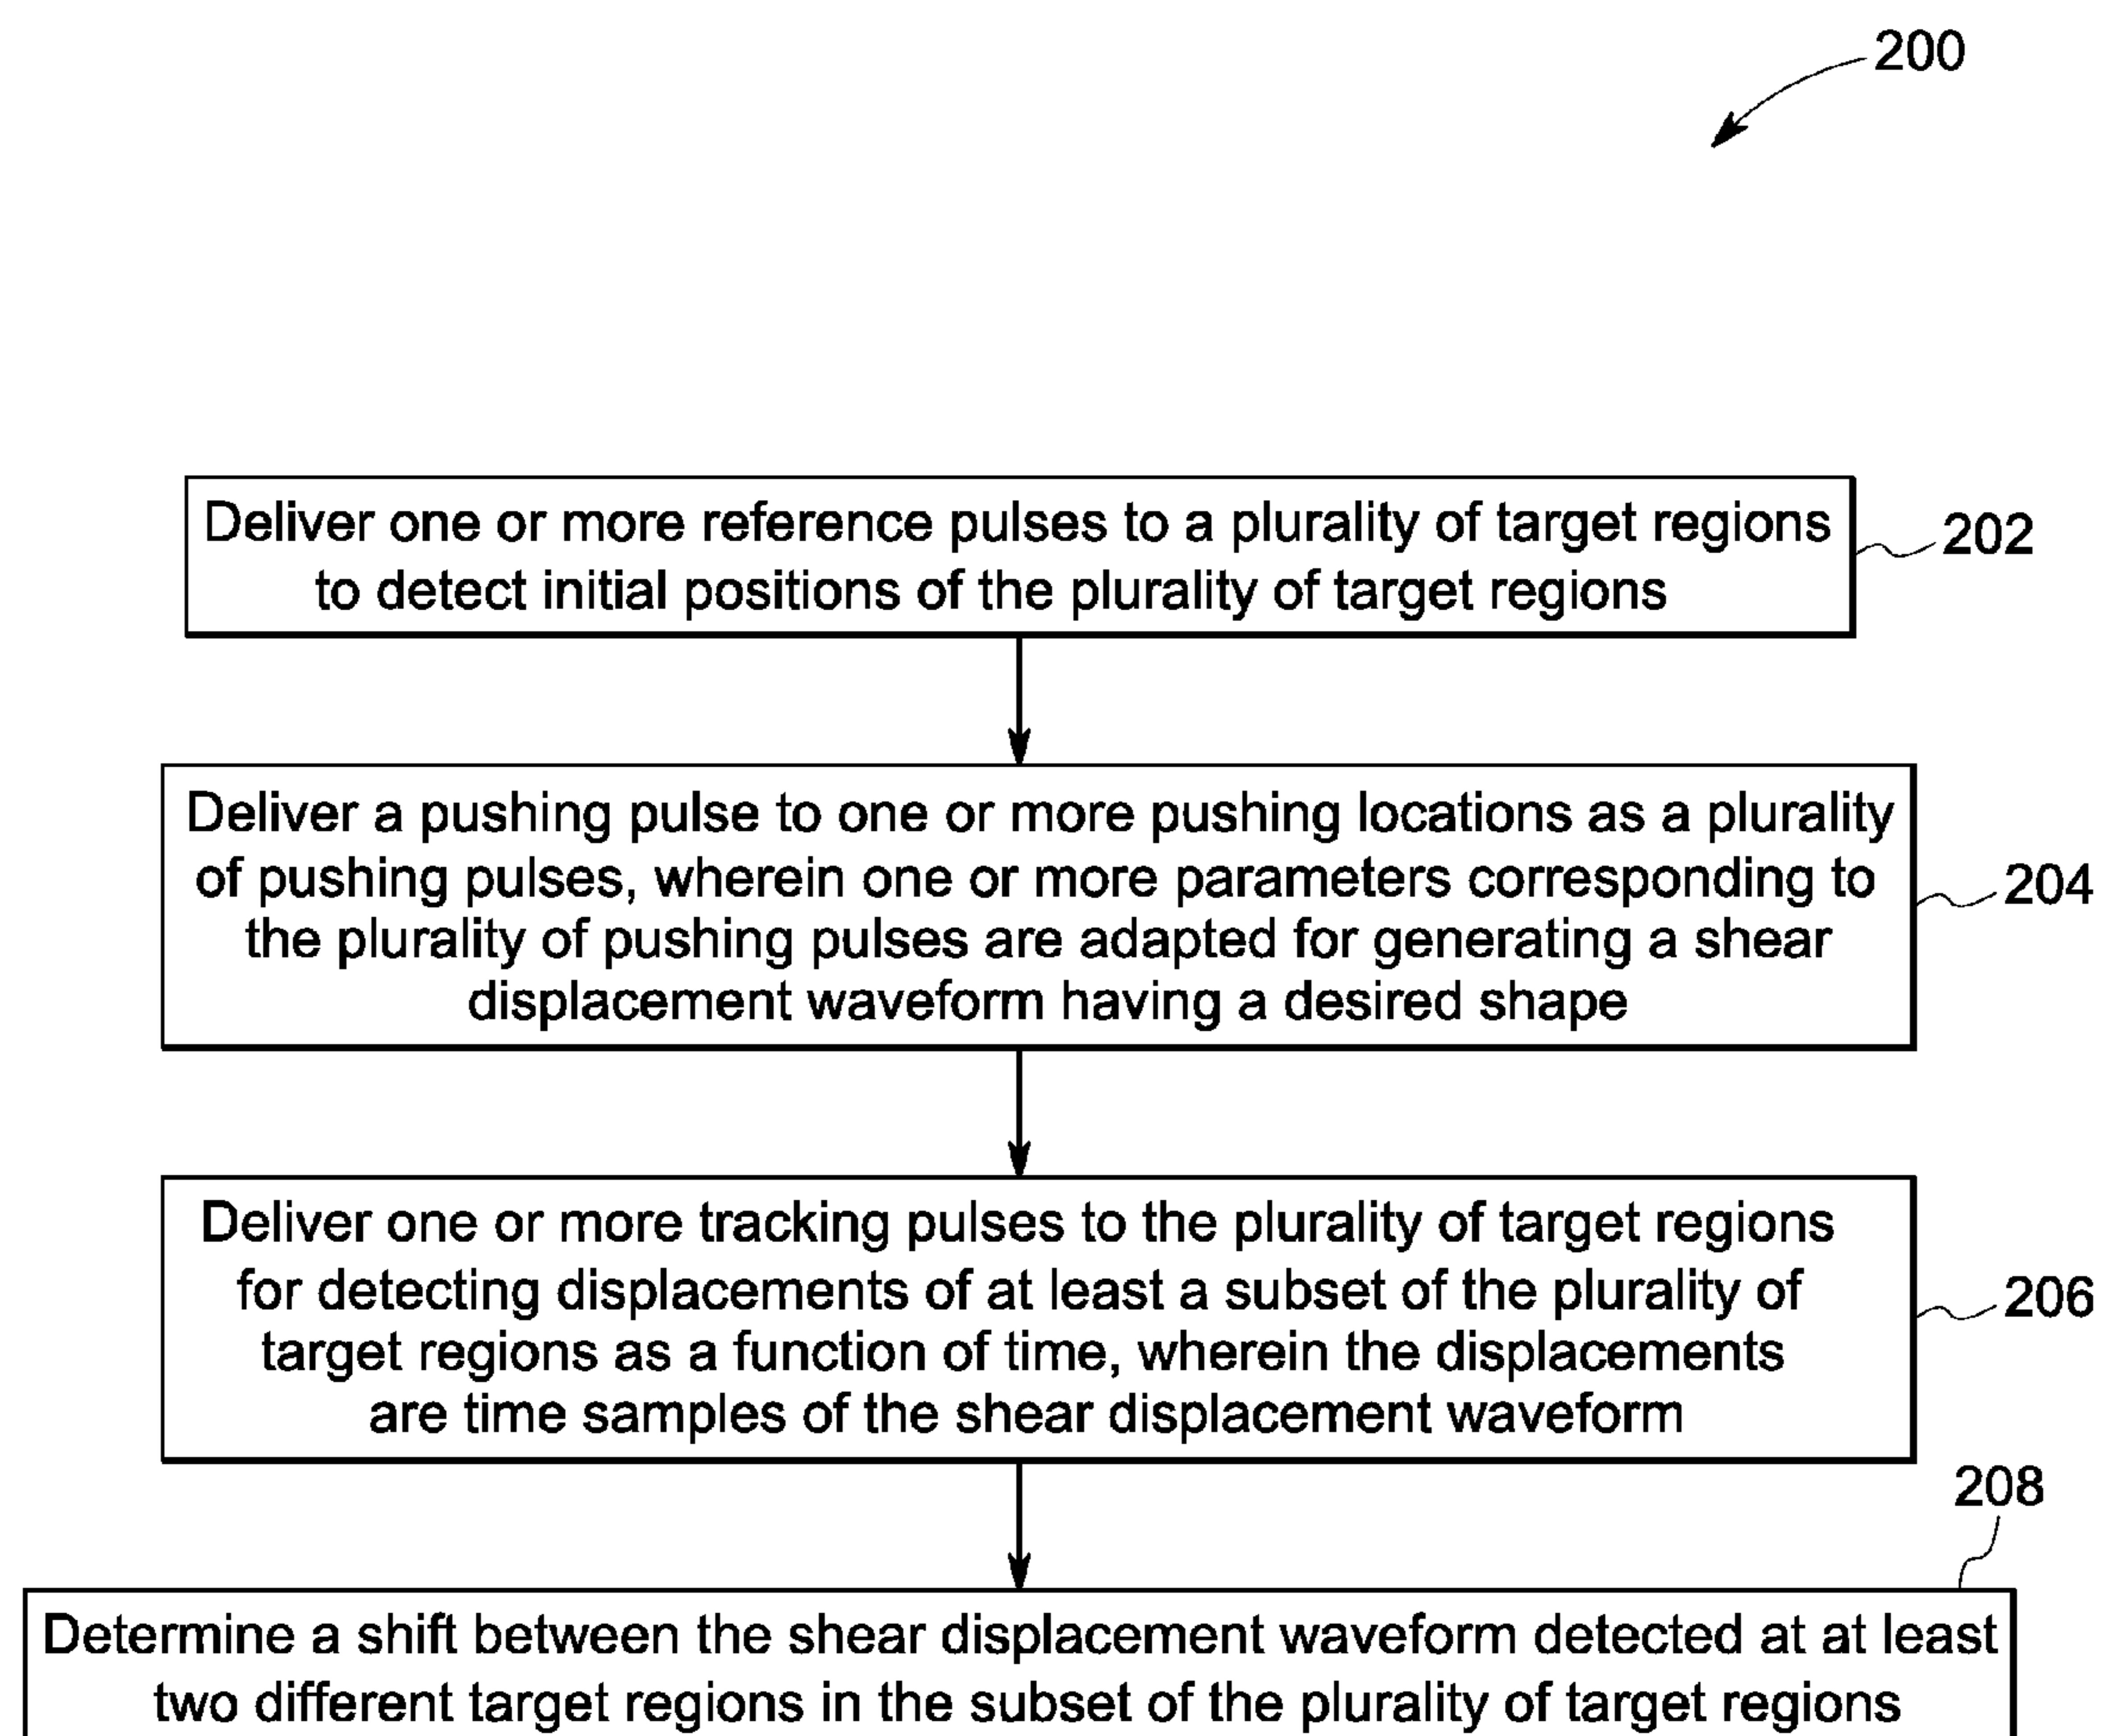 200
Deliver one or more reference pulses to a plurality of target regions
to detect initial positions of the plurality of target regions
202
Deliver a pushing pulse to one or more pushing locations as a plurality
of pushing pulses, wherein one or more parameters corresponding to
the plurality of pushing pulses are adapted for generating a shear
displacement waveform having a desired shape
204
Deliver one or more tracking pulses to the plurality of target regions
for detecting displacements of at least a subset of the plurality of
target regions as a function of time, wherein the displacements
are time samples of the shear displacement waveform
206
208
Determine a shift between the shear displacement waveform detected at at least
two different target regions in the subset of the plurality of target regions